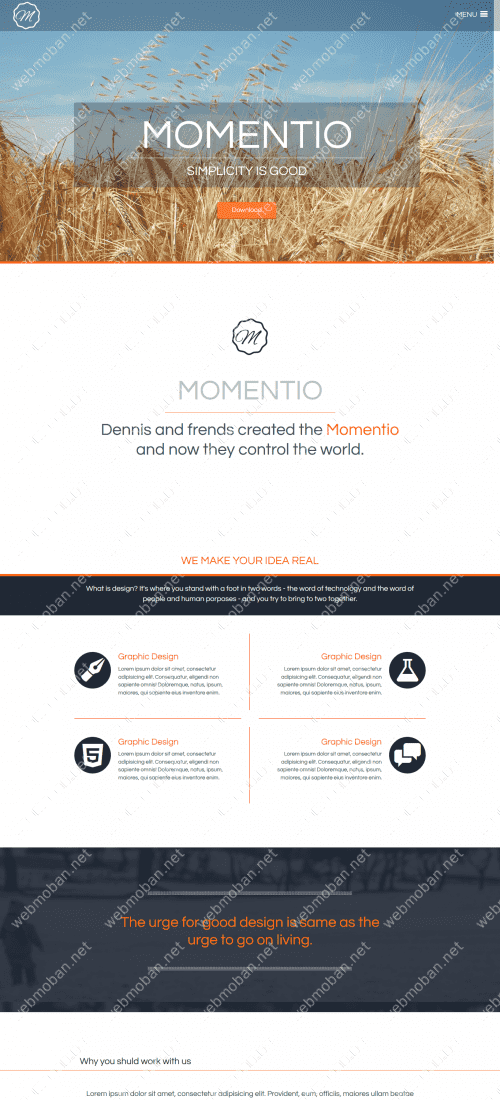 M
MENU
MOMENTIO
SIMPLICITY IS GOOD
Download
M
MOMENTIO
Dennis and frends created the Momentio
and now they control the world.
WE MAKE YOUR IDEA REAL
What is design? It's where you stand with a foot in two words - the word of technology and the word of
people and human porposes - and you try to bring to two together.
Graphic Design
Lorem ipsum dolor sit amet, consectetur
adipisicing elit. Consequatur, eligendi non
sapiente omnis! Doloremque, natus, ipsum,
maiores, qui sapiente eius inventore enim.
Graphic Design
Lorem ipsum dolor sit amet, consectetur
adipisicing elit. Consequatur, eligendi non
sapiente omnis! Doloremque, natus, ipsum,
maiores, qui sapiente eius inventore enim.
Graphic Design
Lorem ipsum dolor sit amet, consectetur
adipisicing elit. Consequatur, eligendi non
sapiente omnis! Doloremque, natus, ipsum,
maiores, qui sapiente eius inventore enim.
Graphic Design
Lorem ipsum dolor sit amet, consectetur
adipisicing elit. Consequatur, eligendi non
sapiente omnis! Doloremque, natus, ipsum,
maiores, qui sapiente eius inventore enim.
The urge for good design is same as the
urge to go on living.
Why you shuld work with us
Lorem ipsum dolor sit amet, consectetur adipisicing elit. Provident, eum, officiis, maiores ullam beatae
webmoban.net